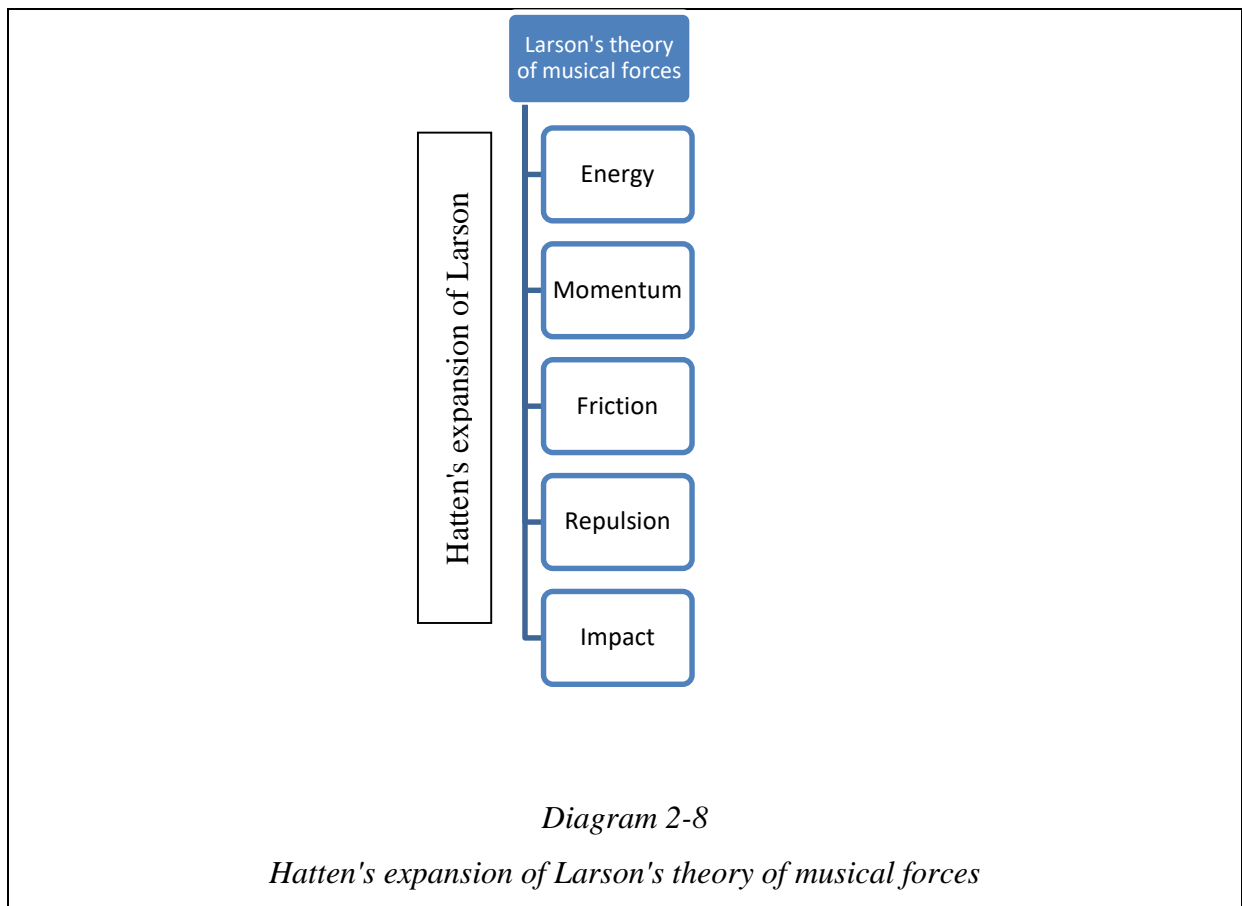 Larson's theory
of musical forces
Hatten's expansion of Larson
Energy
Momentum
Friction
Repulsion
Impact
Diagram 2-8
Hatten's expansion of Larson's theory of musical forces